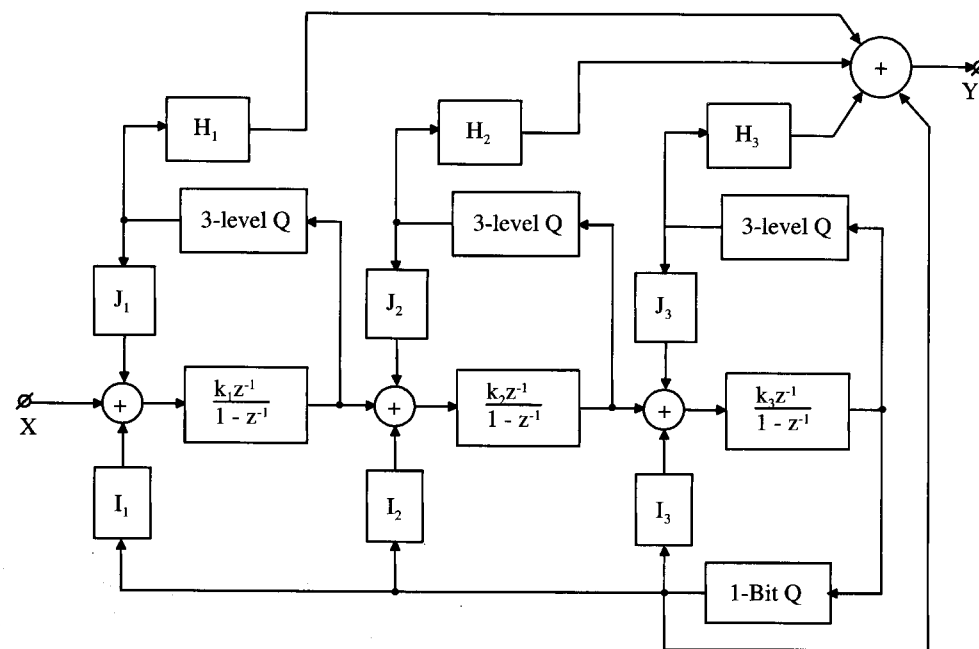 +
Y
H₁
H₂
H₃
3-level Q
3-level Q
3-level Q
J₁
J₂
J₃
X
+
k₁z⁻¹
1 - z⁻¹
+
k₂z⁻¹
1 - z⁻¹
+
k₃z⁻¹
1 - z⁻¹
I₁
I₂
I₃
1-Bit Q